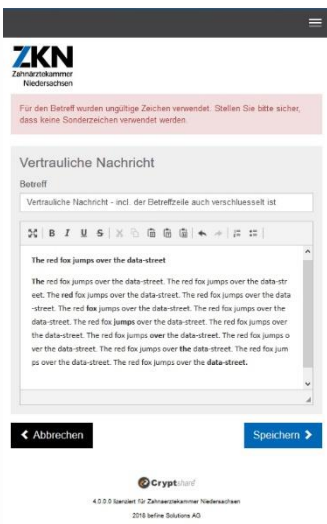 ZKN
Zahnärztekammer
Niedersachsen
Für den Betreff wurden ungültige Zeichen verwendet. Stellen Sie bitte sicher,
dass keine Sonderzeichen verwendet werden.
Vertrauliche Nachricht
Betreff
Vertrauliche Nachricht - incl. der Betreffzeile auch verschluesselt ist
B I U S
The red fox jumps over the data-street
The red fox jumps over the data-street. The red fox jumps over the data-str
eet. The red fox jumps over the data-street. The red fox jumps over the data
-street. The red fox jumps over the data-street. The red fox jumps over the
data-street. The red fox jumps over the data-street. The red fox jumps over
the data-street. The red fox jumps over the data-street. The red fox jumps o
ver the data-street. The red fox jumps over the data-street. The red fox jum
ps over the data-street. The red fox jumps over the data-street.
Abbrechen
Speichern
Cryptshare
4.0.0.0 lizenziert für Zahnaerztekammer Niedersachsen
2016 befine Solutions AG